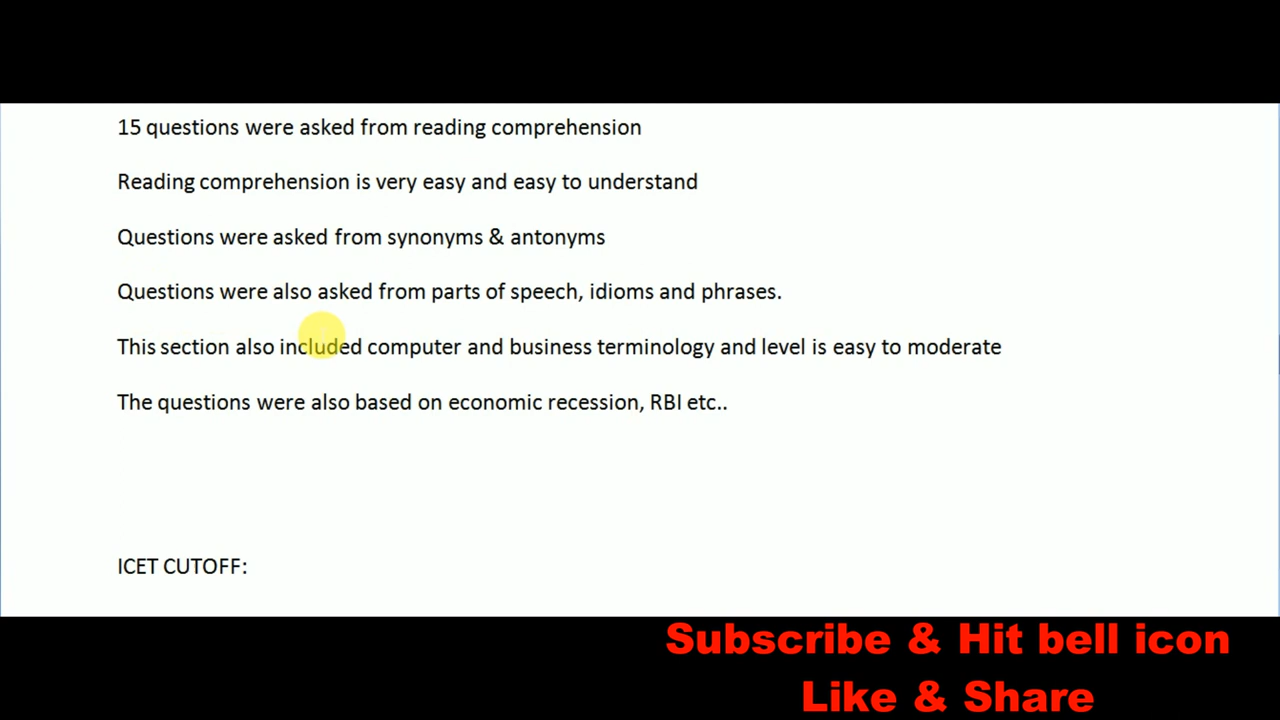 15 questions were asked from reading comprehension
Reading comprehension is very easy and easy to understand
Questions were asked from synonyms & antonyms
Questions were also asked from parts of speech, idioms and phrases.
This section also included computer and business terminology and level is easy to moderate
The questions were also based on economic recession, RBI etc..
ICET CUTOFF:
Subscribe & Hit bell icon
Like & Share